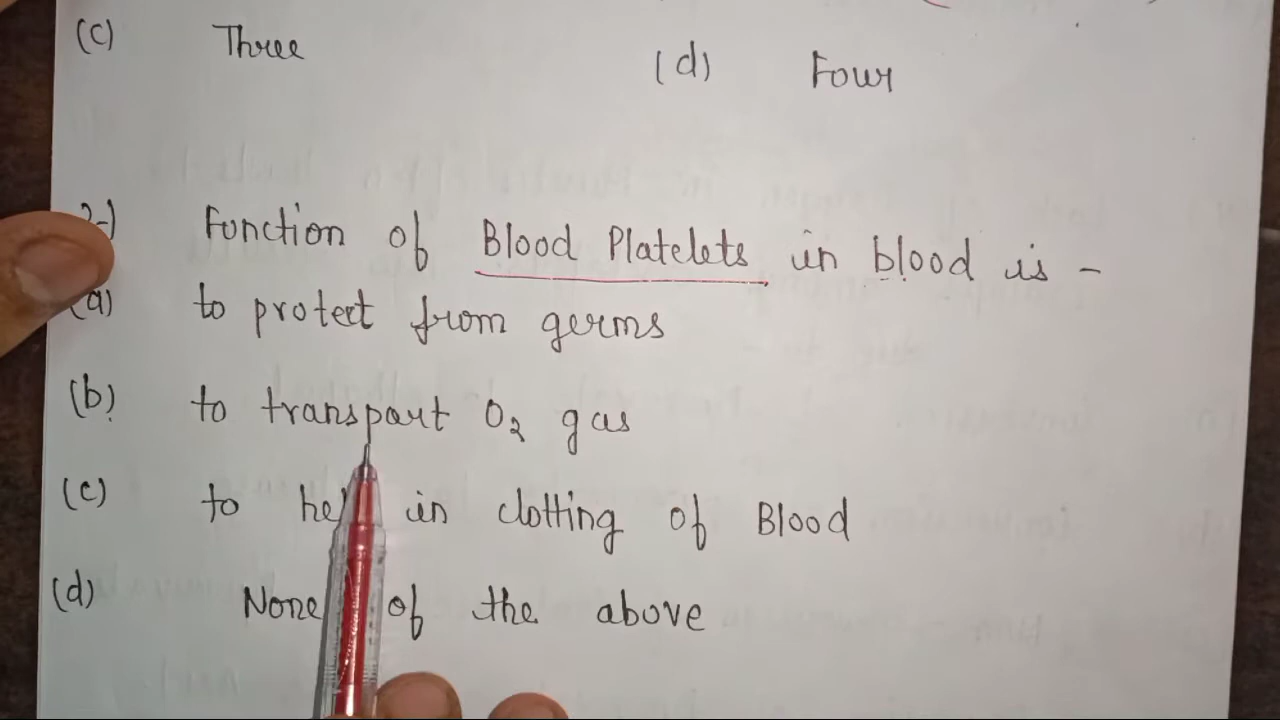 (c) Three (d) Four
Function of Blood Platelets in blood is -
(a) to protect from germs
(b) to transport O₂ gas
(c) to in clotting of Blood
(d) None of the above